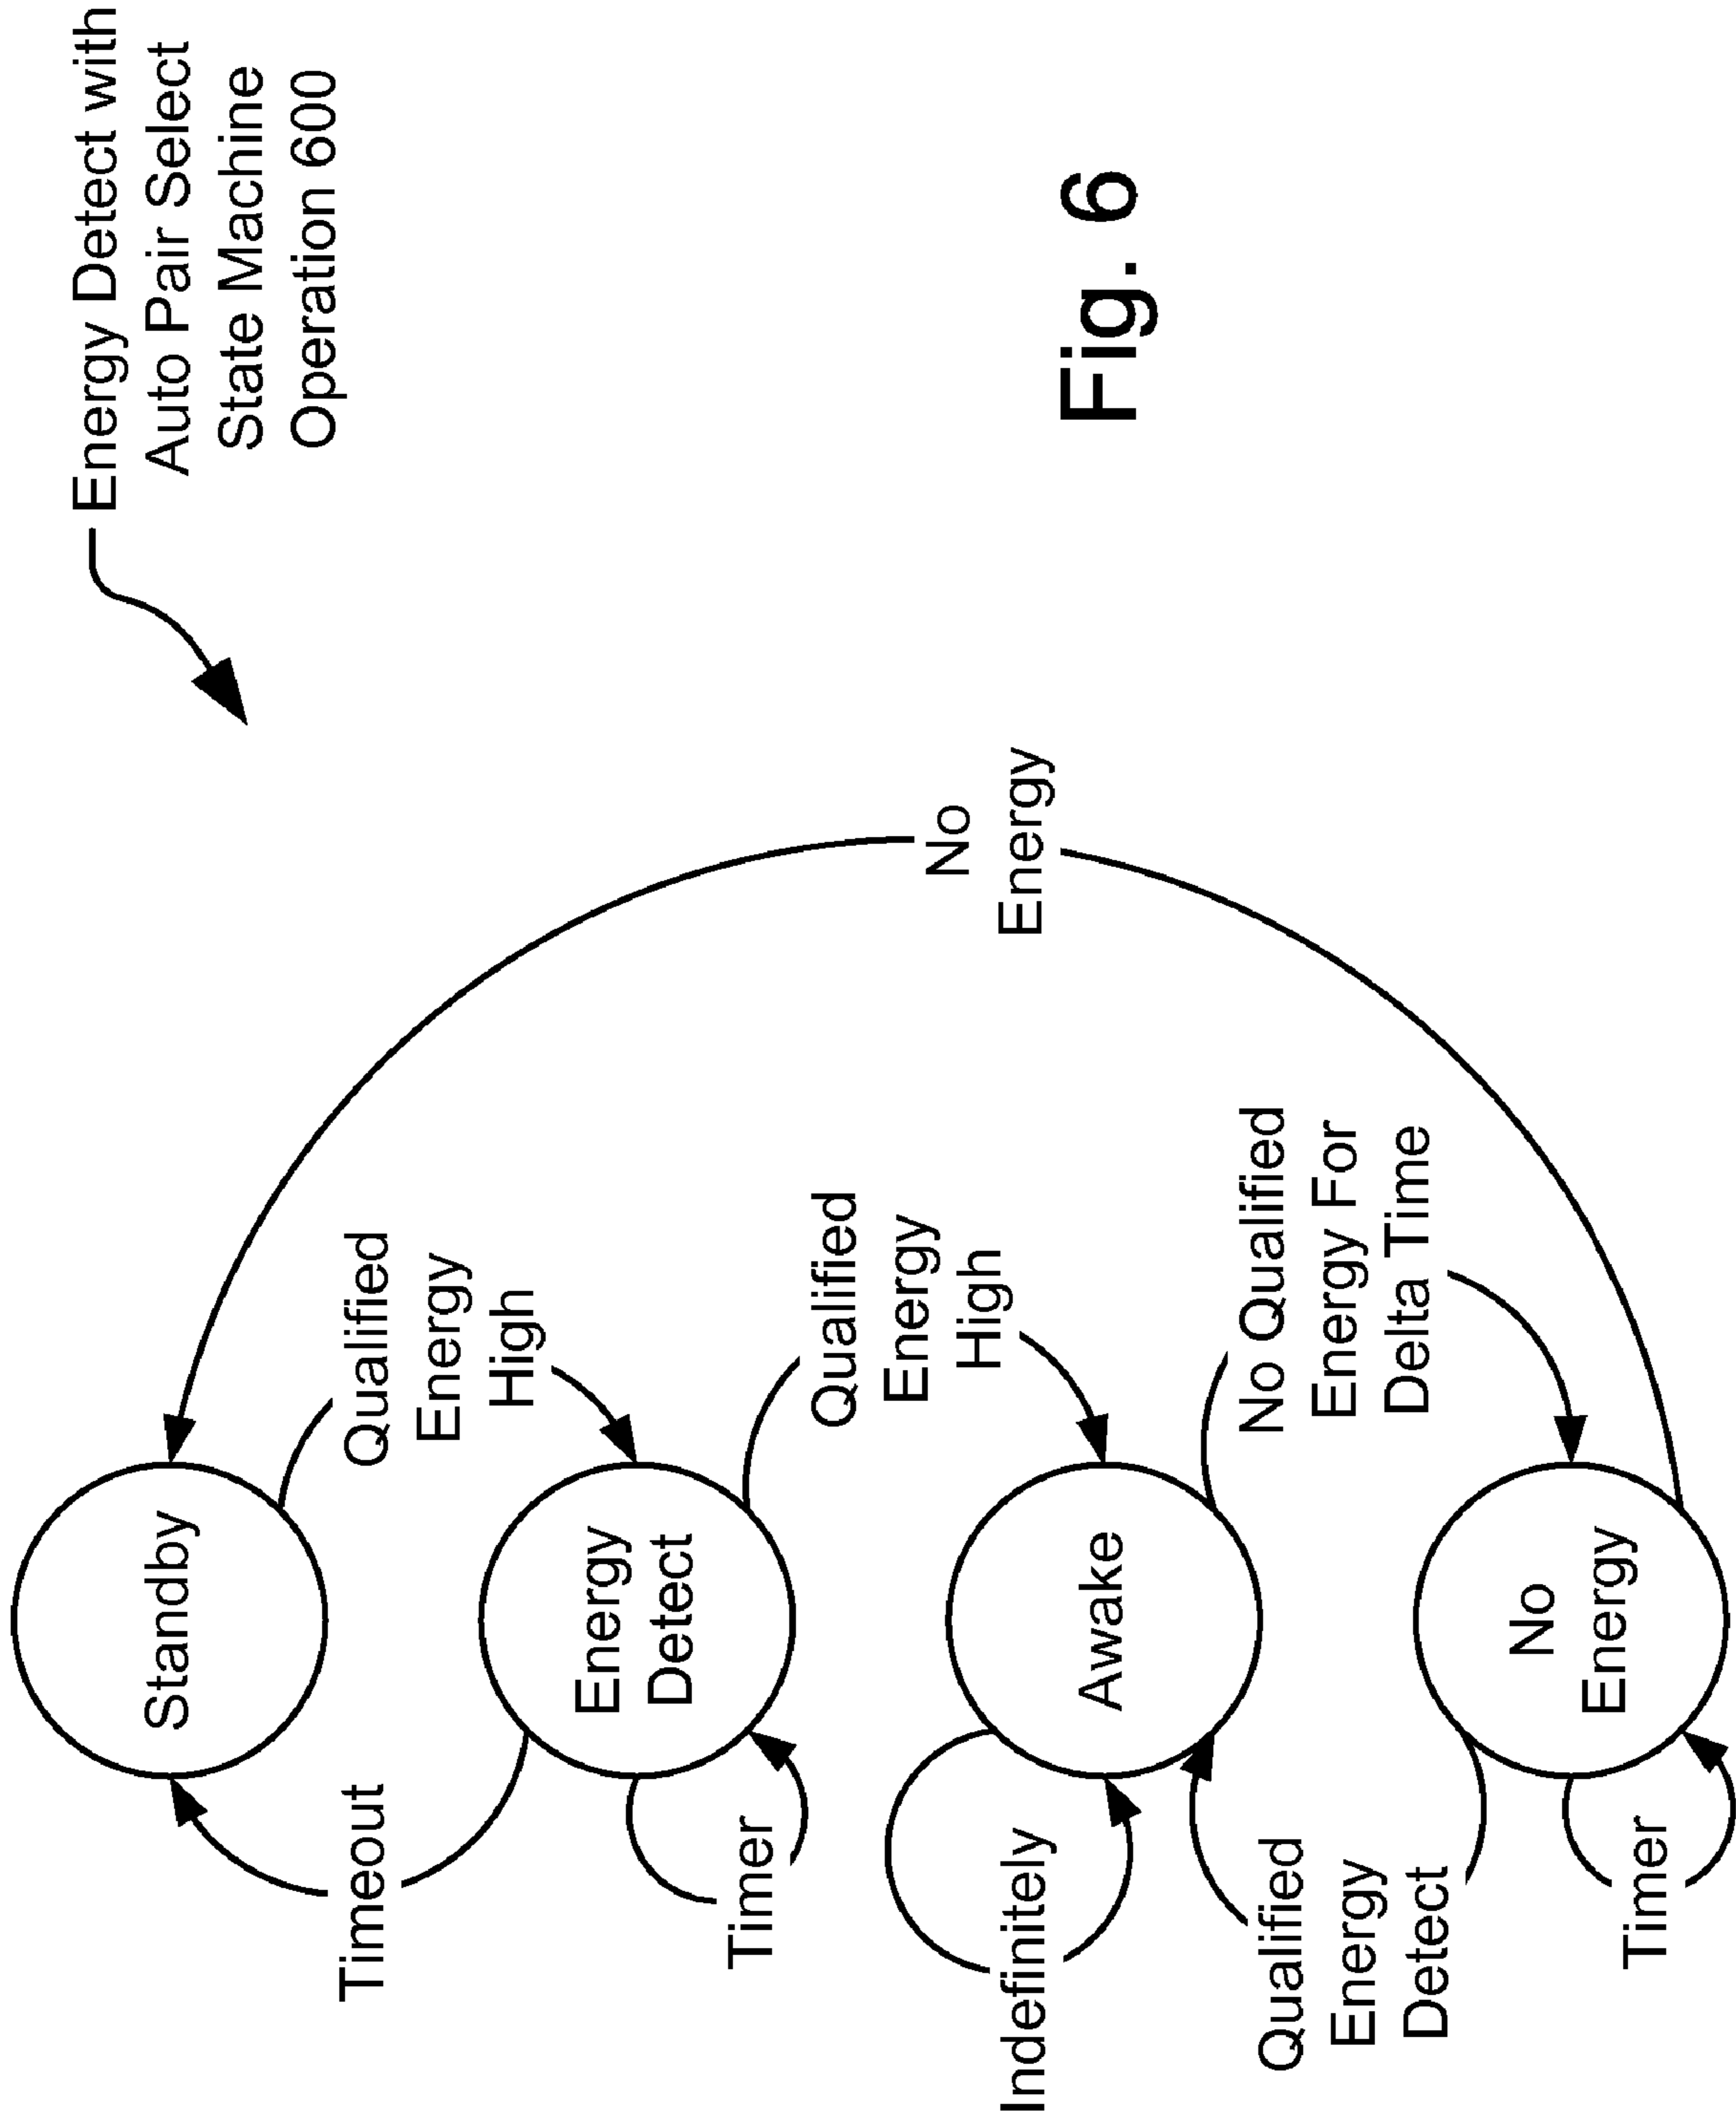 Energy Detect with
Auto Pair Select
State Machine
Operation 600
Standby
Timeout
Qualified
Energy
High
Energy
Detect
Timer
Qualified
Energy
High
No
Energy
Awake
Indefinitely
No Qualified
Energy For
Delta Time
Qualified
Energy
Detect
No
Energy
Timer
Fig. 6